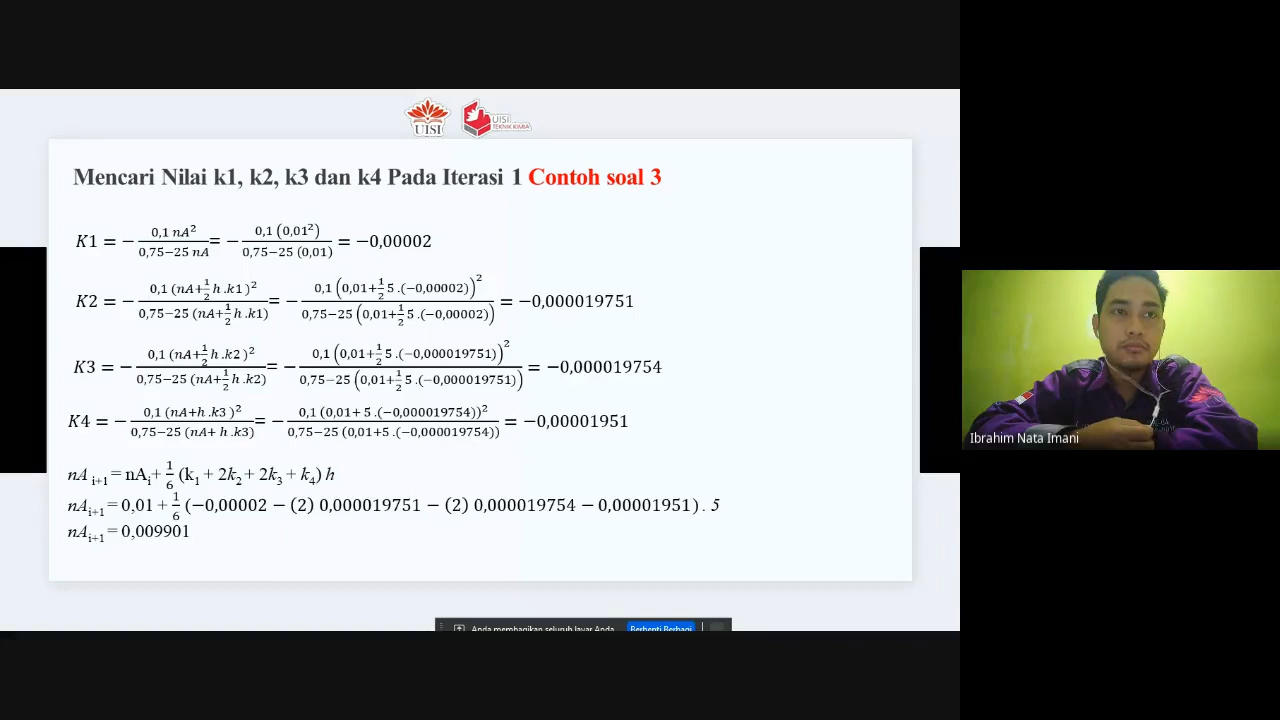 UISI
UISI
TEKNIK KIMIA
Mencari Nilai k1, k2, k3 dan k4 Pada Iterasi 1 Contoh soal 3
K1 = − 0,1 nA² / 0,75−25 nA = − 0,1 (0,01²) / 0,75−25 (0,01) = −0,00002
K2 = − 0,1 (nA+½ h .k1)² / 0,75−25 (nA+½ h .k1) = − 0,1 (0,01+½ 5 .(−0,00002))² / 0,75−25 (0,01+½ 5 .(−0,00002)) = −0,000019751
K3 = − 0,1 (nA+½ h .k2 )² / 0,75−25 (nA+½ h .k2) = − 0,1 (0,01+½ 5 .(−0,000019751))² / 0,75−25 (0,01+½ 5 .(−0,000019751)) = −0,000019754
K4 = − 0,1 (nA+h .k3 )² / 0,75−25 (nA+ h .k3) = − 0,1 (0,01+ 5 .(−0,000019754))² / 0,75−25 (0,01+5 .(−0,000019754)) = −0,00001951
nA i+1 = nAi + 1/6 (k1 + 2k2 + 2k3 + k4) h
nAi+1 = 0,01 + 1/6 (−0,00002 − (2) 0,000019751 − (2) 0,000019754 − 0,00001951) . 5
nAi+1 = 0,009901
Anda membagikan seluruh layar Anda
Berhenti Berbagi
Ibrahim Nata Imani